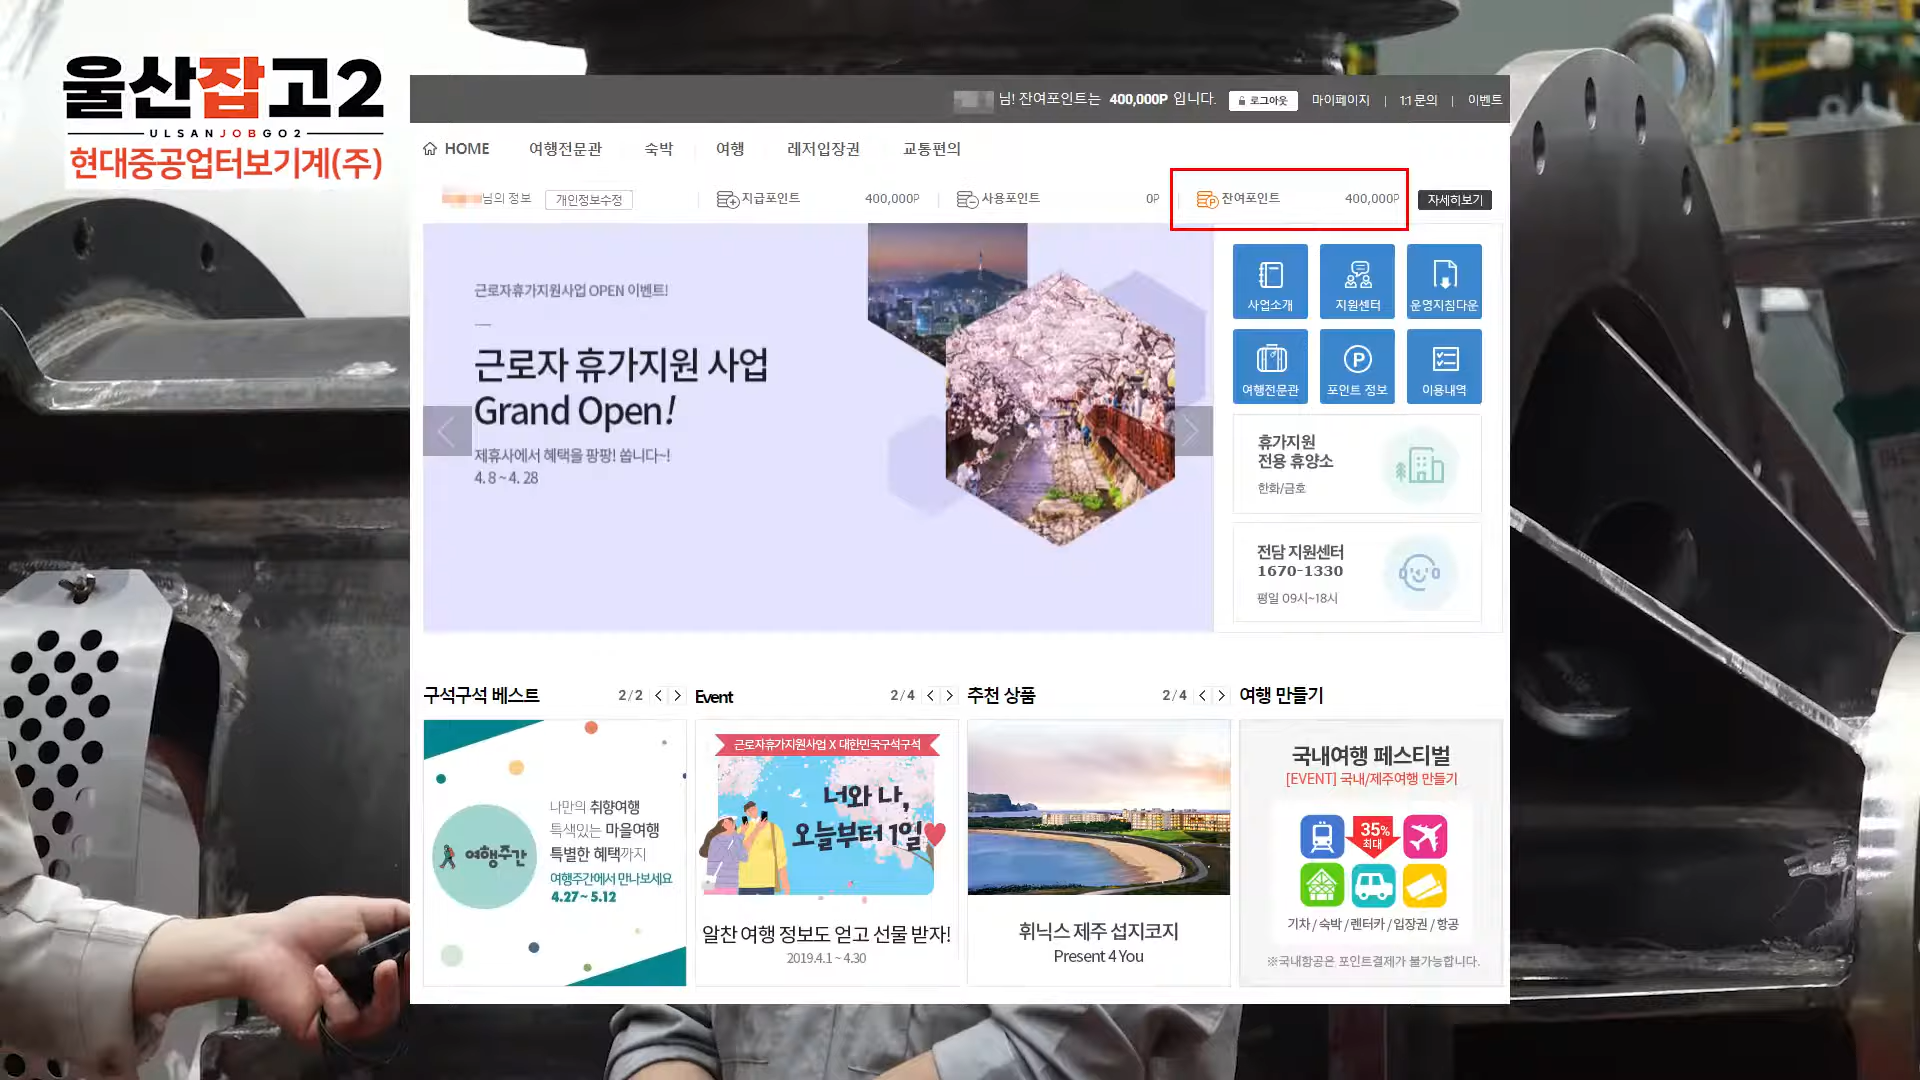 울산잡고2
ULSANJOBGO2
현대중공업터보기계(주)
님! 잔여포인트는 400,000P 입니다.
로그아웃
마이페이지 | 1:1 문의 | 이벤트
HOME 여행전문관 숙박 여행 레저입장권 교통편의
님의 정보 개인정보수정
지급포인트 400,000P
사용포인트 0P
잔여포인트 400,000P
자세히보기
근로자휴가지원사업 OPEN 이벤트!
근로자 휴가지원 사업
Grand Open!
제휴사에서 혜택을 팡팡! 쏩니다~!
4. 8 ~ 4. 28
사업소개 지원센터 운영지침다운
여행전문관 포인트 정보 이용내역
휴가지원
전용 휴양소
한화/금호
전담 지원센터
1670-1330
평일 09시~18시
구석구석 베스트 2/2
나만의 취향여행
특색있는 마을여행
특별한 혜택까지
여행주간에서 만나보세요
4.27 ~ 5.12
여행주간
Event 2/4
근로자휴가지원사업 X 대한민국구석구석
너와 나,
오늘부터 1일
알찬 여행 정보도 얻고 선물 받자!
2019.4.1 ~ 4.30
추천 상품 2/4
휘닉스 제주 섭지코지
Present 4 You
여행 만들기
국내여행 페스티벌
[EVENT] 국내/제주여행 만들기
35%
최대
기차 / 숙박 / 렌터카 / 입장권 / 항공
※국내항공은 포인트결제가 불가능합니다.